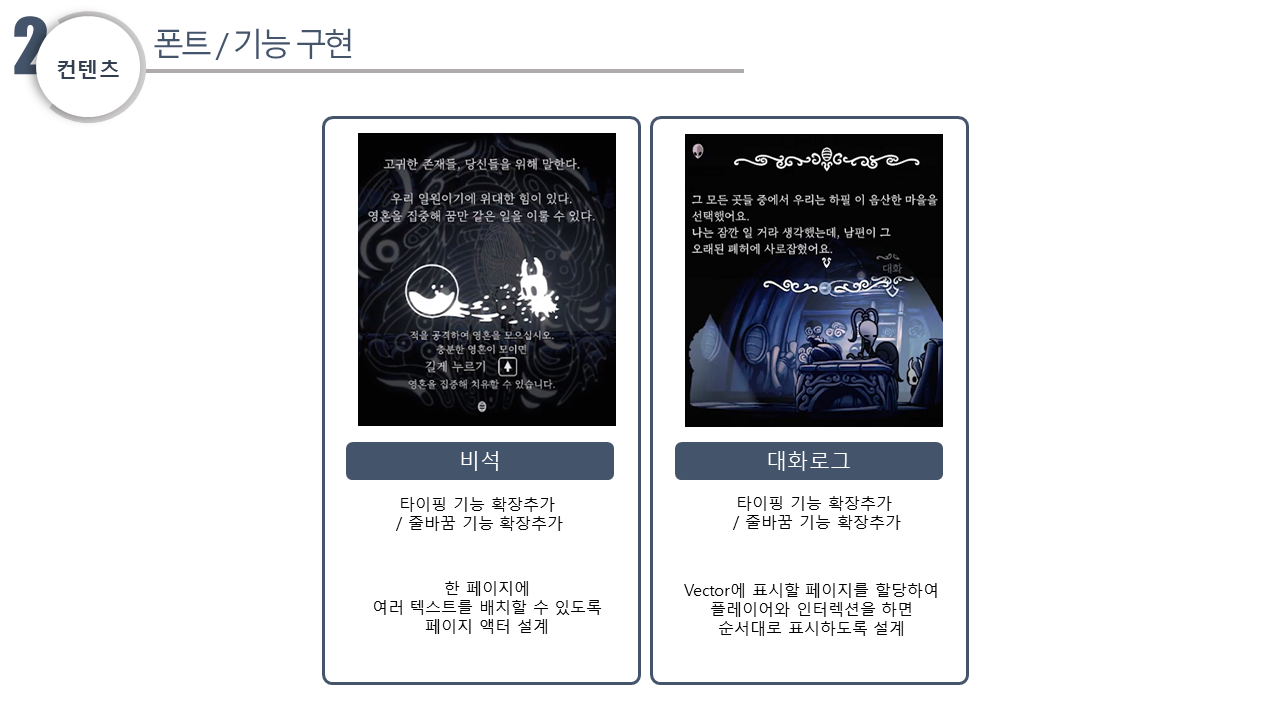 2
컨텐츠
폰트 / 기능 구현
고귀한 존재들, 당신들을 위해 말한다.
우리 일원이기에 위대한 힘이 있다.
영혼을 집중해 꿈만 같은 일을 이룰 수 있다.
적을 공격하여 영혼을 모으십시오.
충분한 영혼이 모이면
길게 누르기
영혼을 집중해 치유할 수 있습니다.
비석
타이핑 기능 확장추가
/ 줄바꿈 기능 확장추가
한 페이지에
여러 텍스트를 배치할 수 있도록
페이지 액터 설계
그 모든 곳들 중에서 우리는 하필 이 음산한 마을을
선택했어요.
나는 잠깐 일 거라 생각했는데, 남편이 그
오래된 폐허에 사로잡혔어요.
대화
대화로그
타이핑 기능 확장추가
/ 줄바꿈 기능 확장추가
Vector에 표시할 페이지를 할당하여
플레이어와 인터렉션을 하면
순서대로 표시하도록 설계